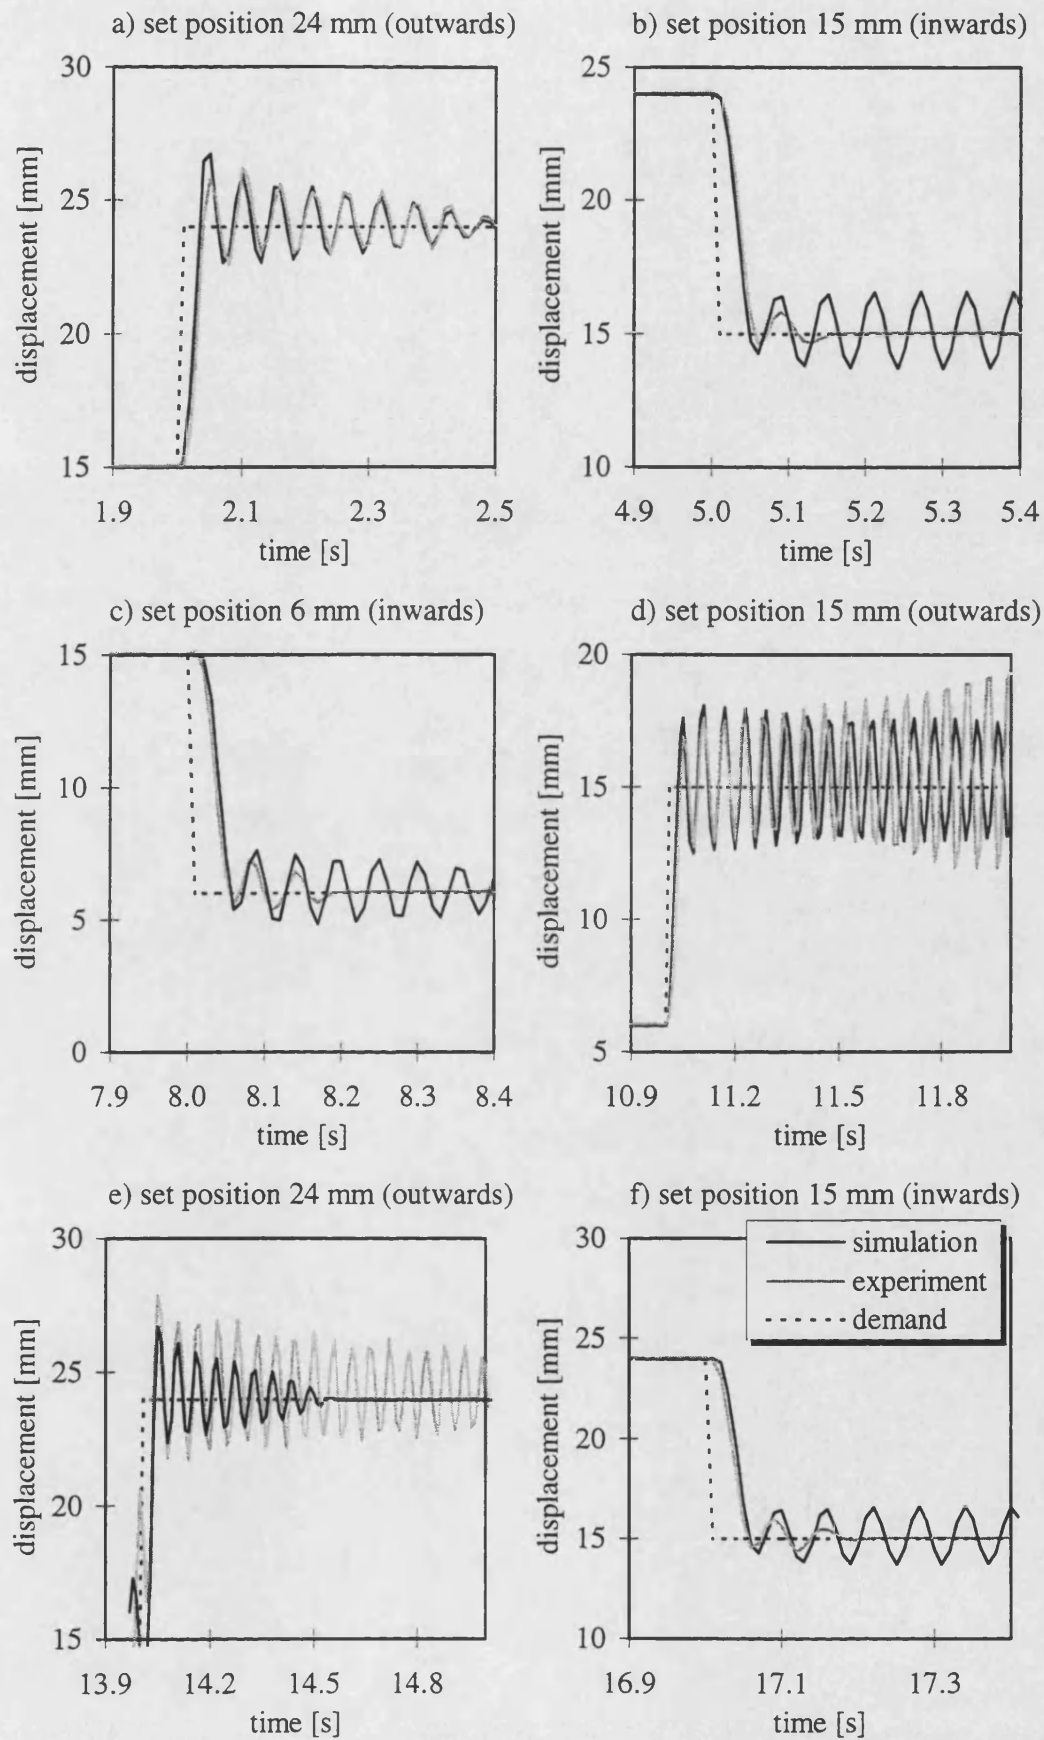 a) set position 24 mm (outwards)
30
25
20
15
displacement [mm]
1.9 2.1 2.3 2.5
time [s]
b) set position 15 mm (inwards)
25
20
15
10
displacement [mm]
4.9 5.0 5.1 5.2 5.3 5.4
time [s]
c) set position 6 mm (inwards)
15
10
5
0
displacement [mm]
7.9 8.0 8.1 8.2 8.3 8.4
time [s]
d) set position 15 mm (outwards)
20
15
10
5
displacement [mm]
10.9 11.2 11.5 11.8
time [s]
e) set position 24 mm (outwards)
30
25
20
15
displacement [mm]
13.9 14.2 14.5 14.8
time [s]
f) set position 15 mm (inwards)
simulation
experiment
demand
30
25
20
15
10
displacement [mm]
16.9 17.1 17.3
time [s]